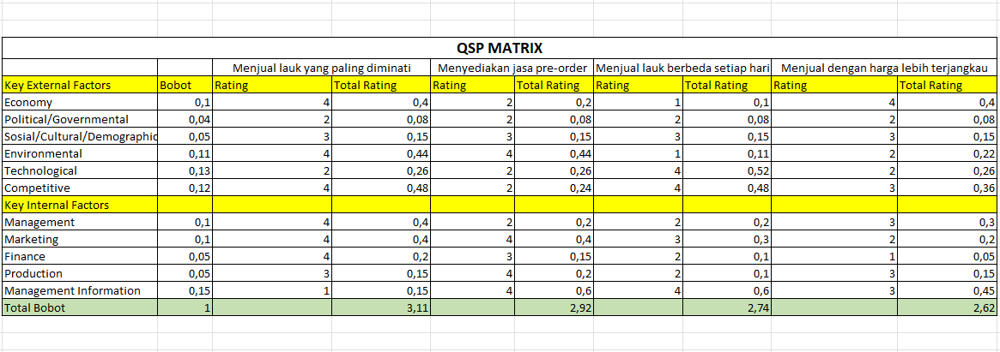 QSP MATRIX
Menjual lauk yang paling diminati Menyediakan jasa pre-order Menjual lauk berbeda setiap hari Menjual dengan harga lebih terjangkau
Key External Factors Bobot Rating Total Rating Rating Total Rating Rating Total Rating Rating Total Rating
Economy 0,1 4 0,4 2 0,2 1 0,1 4 0,4
Political/Governmental 0,04 2 0,08 2 0,08 2 0,08 2 0,08
Sosial/Cultural/Demographic 0,05 3 0,15 3 0,15 3 0,15 3 0,15
Environmental 0,11 4 0,44 4 0,44 1 0,11 2 0,22
Technological 0,13 2 0,26 2 0,26 4 0,52 2 0,26
Competitive 0,12 4 0,48 2 0,24 4 0,48 3 0,36
Key Internal Factors
Management 0,1 4 0,4 2 0,2 2 0,2 3 0,3
Marketing 0,1 4 0,4 4 0,4 3 0,3 2 0,2
Finance 0,05 4 0,2 3 0,15 2 0,1 1 0,05
Production 0,05 3 0,15 4 0,2 2 0,1 3 0,15
Management Information 0,15 1 0,15 4 0,6 4 0,6 3 0,45
Total Bobot 1 3,11 2,92 2,74 2,62